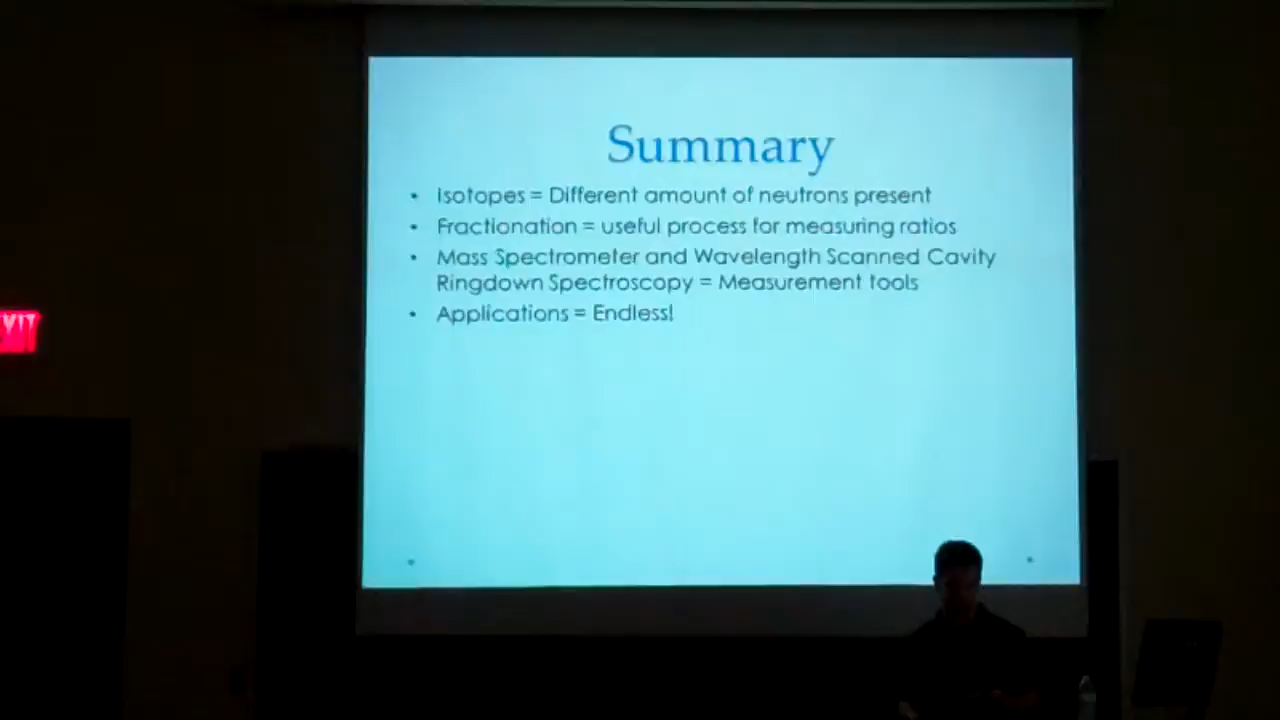 Summary
• Isotopes = Different amount of neutrons present
• Fractionation = useful process for measuring ratios
• Mass Spectrometer and Wavelength Scanned Cavity
Ringdown Spectroscopy = Measurement tools
• Applications = Endless!